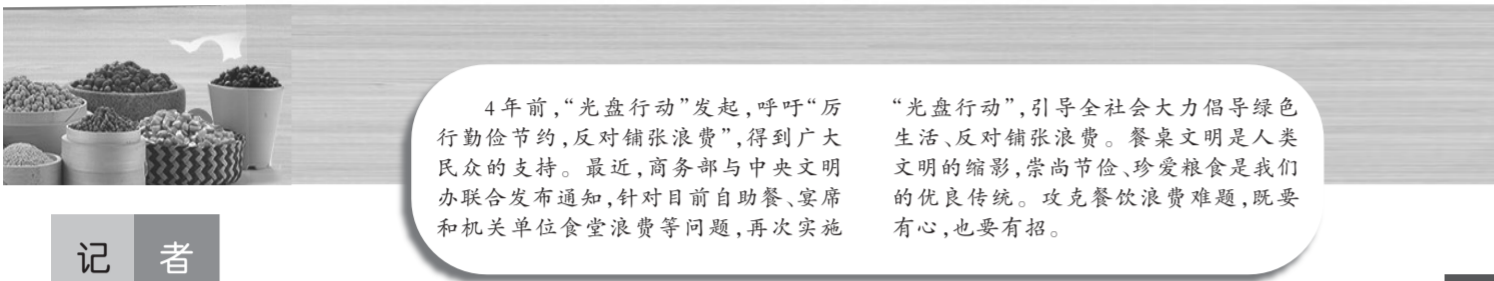 4年前,“光盘行动”发起,呼吁“厉
行勤俭节约,反对铺张浪费”,得到广大
民众的支持。最近,商务部与中央文明
办联合发布通知,针对目前自助餐、宴席
和机关单位食堂浪费等问题,再次实施
“光盘行动”,引导全社会大力倡导绿色
生活、反对铺张浪费。餐桌文明是人类
文明的缩影,崇尚节俭、珍爱粮食是我们
的优良传统。攻克餐饮浪费难题,既要
有心,也要有招。
记者